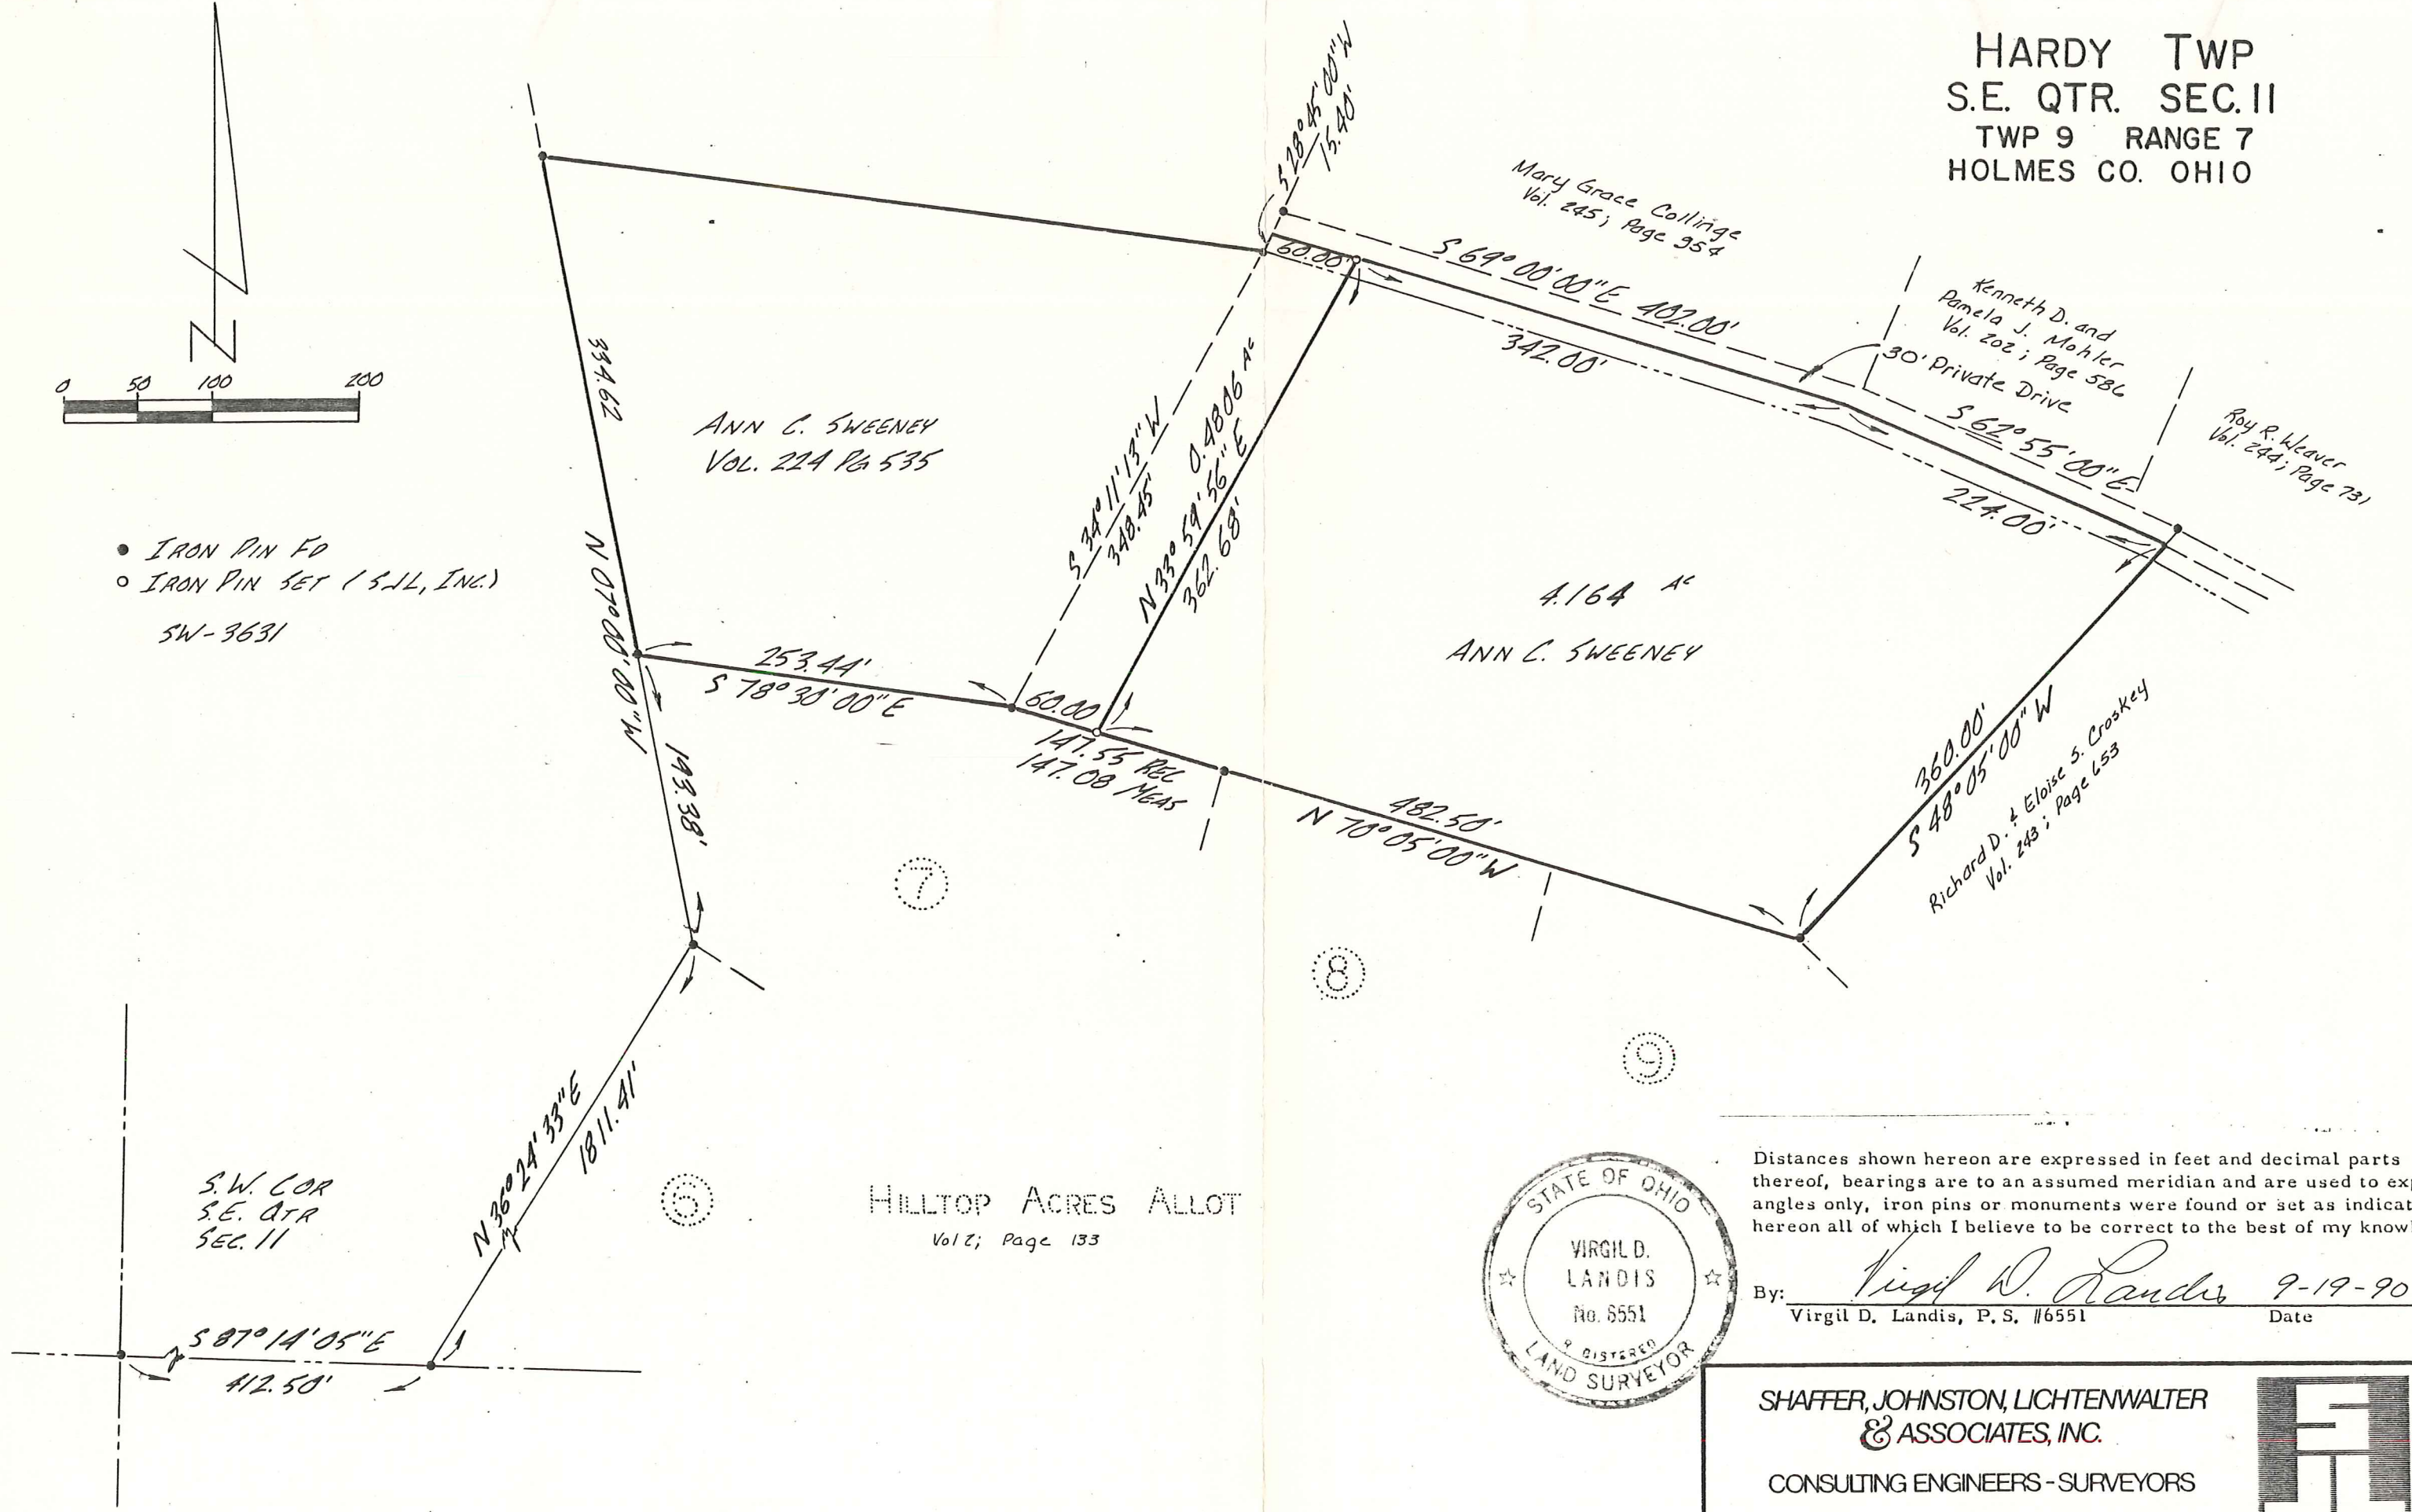 HARDY TWP
S.E. QTR. SEC. 11
TWP 9 RANGE 7
HOLMES CO. OHIO
N
0 50 100 200
S 28° 45' 00" W
15.40'
Mary Grace Collinge
Vol. 245; Page 954
S 69° 00' 00" E 402.00'
60.00'
342.00'
Kenneth D. and
Pamela J. Mohler
Vol. 202; Page 586
30' Private Drive
S 62° 55' 00" E
224.00'
Roy R. Weaver
Vol. 244; Page 731
334.62
N 07° 00' 00" W
193.38'
ANN C. SWEENEY
VOL. 224 PG 535
S 34° 11' 13" W
348.45'
0.4806 Ac
N 33° 59' 56" E
362.68'
4.164 Ac
ANN C. SWEENEY
• IRON PIN FD
○ IRON PIN SET (SJL, INC.)
SW-3631
253.44'
S 78° 30' 00" E
60.00
147.55 REC
147.08 MEAS
482.50'
N 70° 05' 00" W
360.00'
S 48° 05' 00" W
Richard D. & Eloise S. Croskey
Vol. 243; Page 653
7
8
9
6
N 36° 24' 33" E
1811.41'
S.W. COR
S.E. QTR
SEC. 11
S 87° 14' 05" E
412.50'
HILLTOP ACRES ALLOT
Vol 2; Page 133
STATE OF OHIO
VIRGIL D.
LANDIS
No. 6551
LAND SURVEYOR
Distances shown hereon are expressed in feet and decimal parts
thereof, bearings are to an assumed meridian and are used to exp
angles only, iron pins or monuments were found or set as indicat
hereon all of which I believe to be correct to the best of my know
By: Virgil D. Landis 9-19-90
Virgil D. Landis, P.S. #6551 Date
SHAFFER, JOHNSTON, LICHTENWALTER
& ASSOCIATES, INC.
CONSULTING ENGINEERS - SURVEYORS